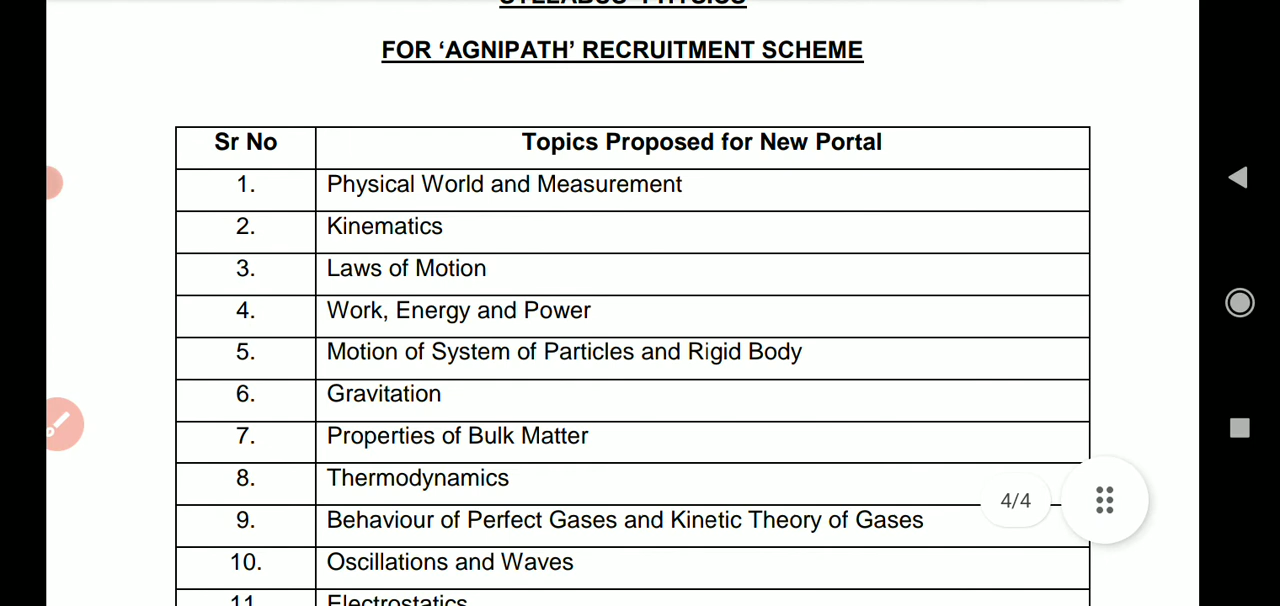 SYLLABUS PHYSICS
FOR ‘AGNIPATH’ RECRUITMENT SCHEME
Sr No Topics Proposed for New Portal
1. Physical World and Measurement
2. Kinematics
3. Laws of Motion
4. Work, Energy and Power
5. Motion of System of Particles and Rigid Body
6. Gravitation
7. Properties of Bulk Matter
8. Thermodynamics
4/4
9. Behaviour of Perfect Gases and Kinetic Theory of Gases
10. Oscillations and Waves
11 Electrostatics